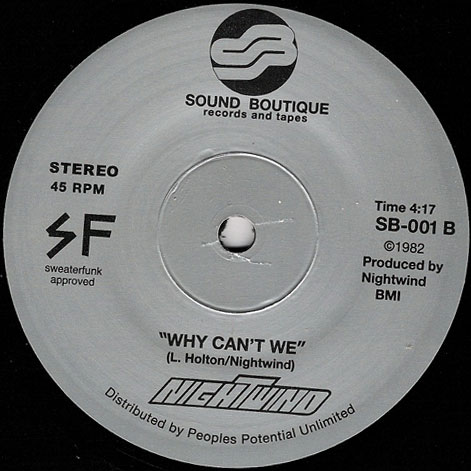 SB
SOUND BOUTIQUE
records and tapes
STEREO
45 RPM
SF
sweaterfunk
approved
Time 4:17
SB-001 B
©1982
Produced by
Nightwind
BMI
"WHY CAN'T WE"
(L. Holton/Nightwind)
NIGHTWIND
Distributed by Peoples Potential Unlimited